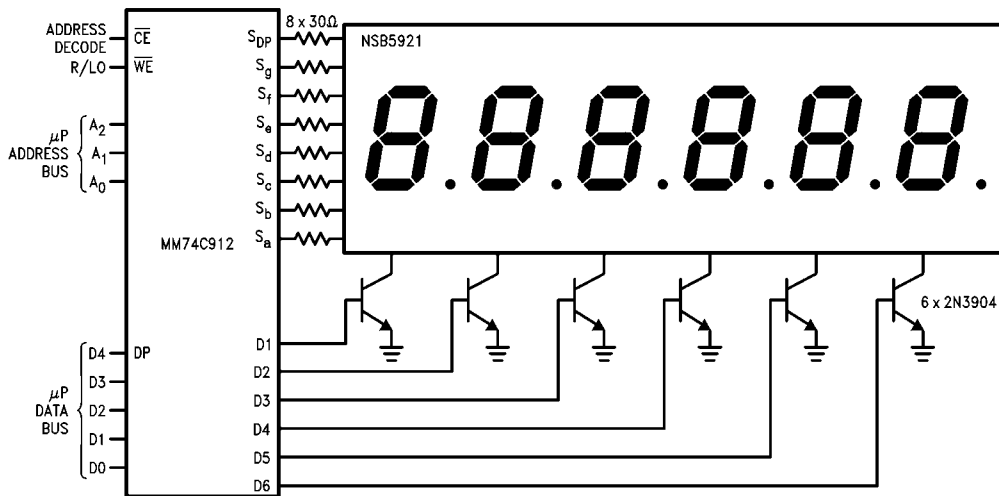 ADDRESS
DECODE
R/LO
μP
ADDRESS
BUS
A2
A1
A0
μP
DATA
BUS
D4
D3
D2
D1
D0
CE
WE
DP
MM74C912
SDP
Sg
Sf
Se
Sd
Sc
Sb
Sa
D1
D2
D3
D4
D5
D6
8 x 30Ω
NSB5921
8.8.8.8.8.8.
6 x 2N3904